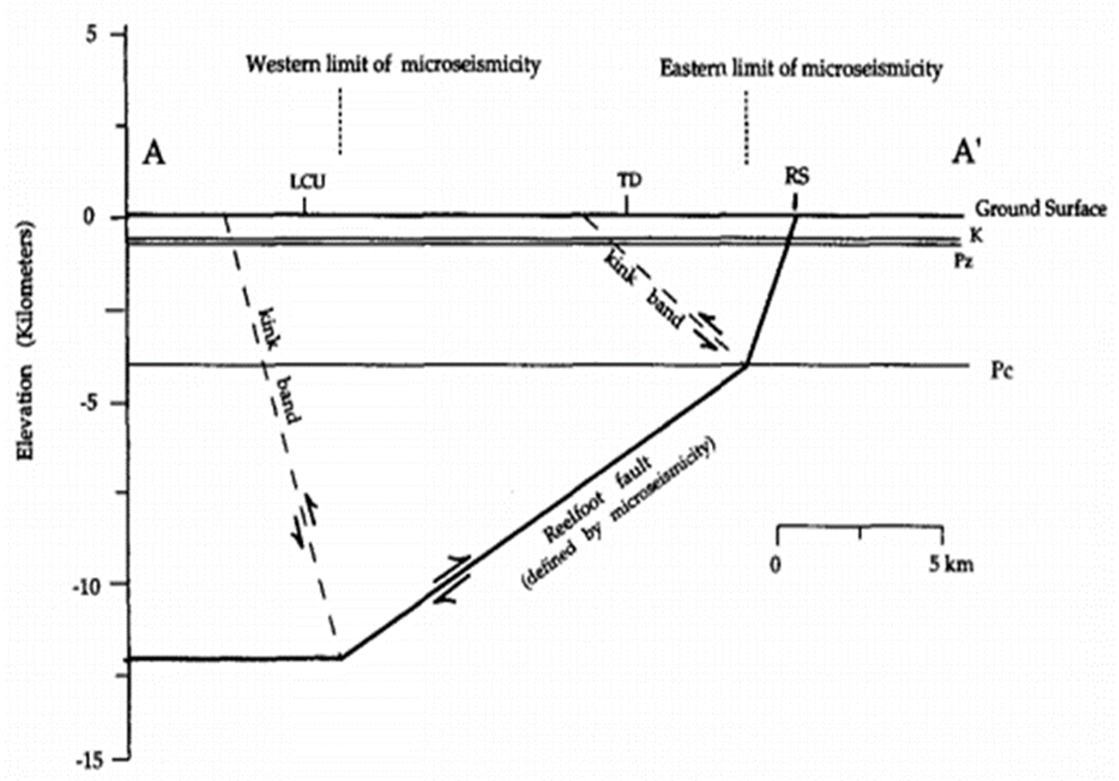 5
Western limit of microseismicity
Eastern limit of microseismicity
A
A'
LCU
TD
RS
0
Ground Surface
K
Pz
kink band
kink band
Pc
Elevation (Kilometers)
-5
Reelfoot fault
(defined by microseismicity)
0
5 km
-10
-15